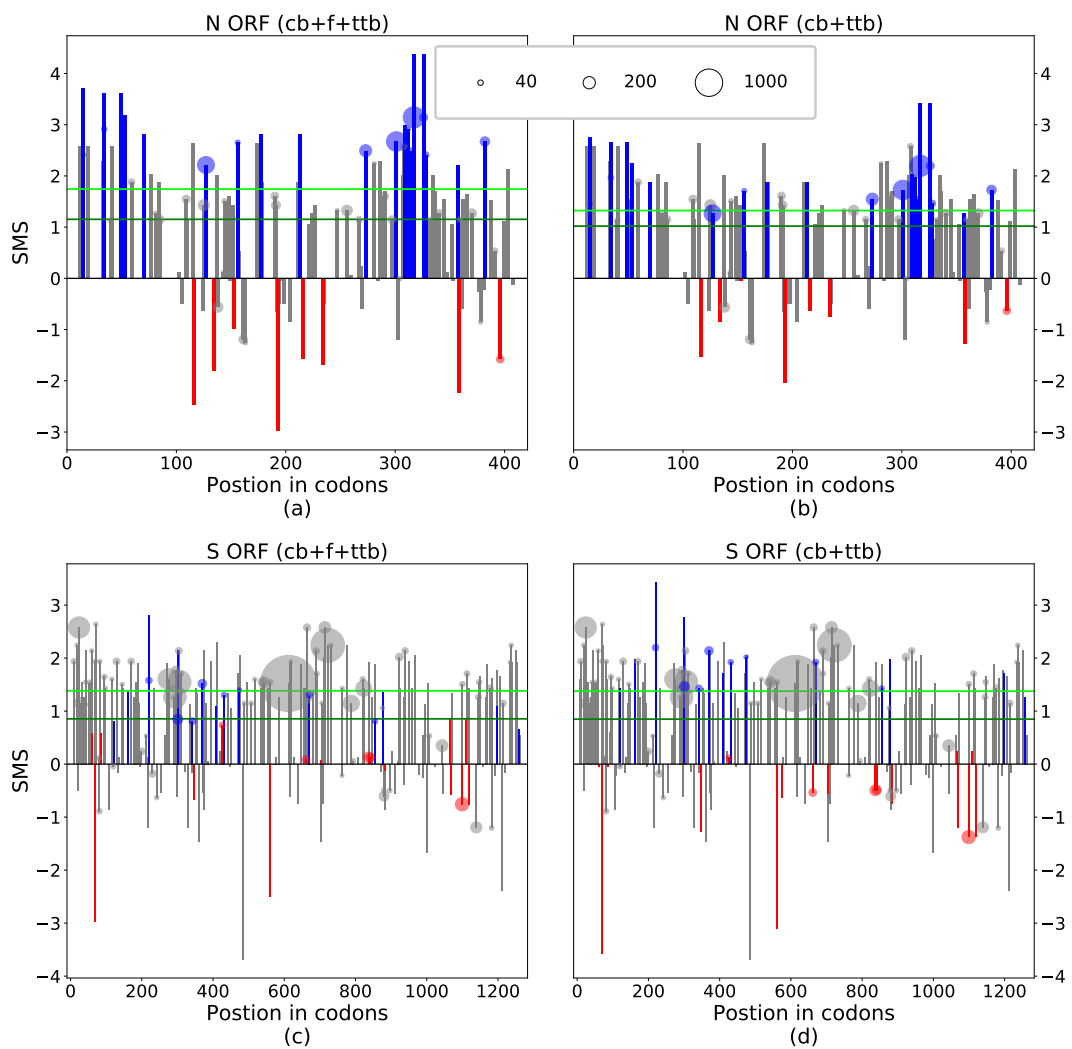 N ORF (cb+f+ttb)
N ORF (cb+ttb)
40 200 1000
SMS
4
3
2
1
0
−1
−2
−3
4
3
2
1
0
−1
−2
−3
0 100 200 300 400
0 100 200 300 400
Postion in codons
Postion in codons
(a)
(b)
S ORF (cb+f+ttb)
S ORF (cb+ttb)
SMS
3
2
1
0
−1
−2
−3
−4
3
2
1
0
−1
−2
−3
−4
0 200 400 600 800 1000 1200
0 200 400 600 800 1000 1200
Postion in codons
Postion in codons
(c)
(d)